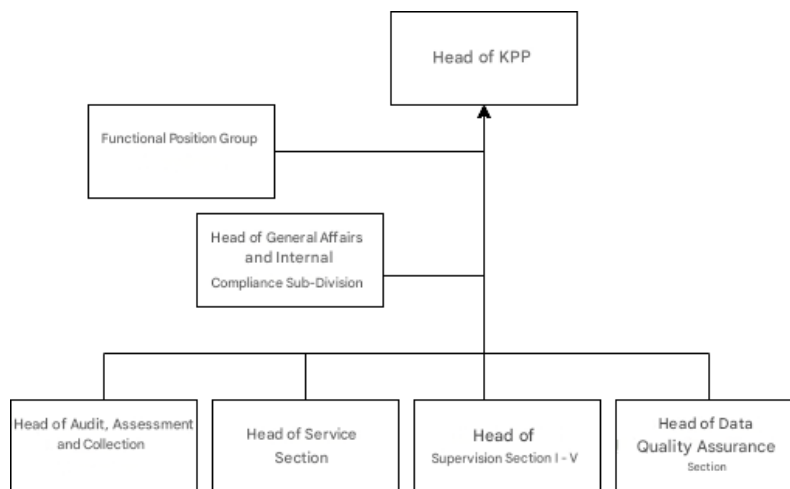 Head of KPP
Functional Position Group
Head of General Affairs
and Internal
Compliance Sub-Division
Head of Audit, Assessment
and Collection
Head of Service
Section
Head of
Supervision Section I - V
Head of Data
Quality Assurance
Section